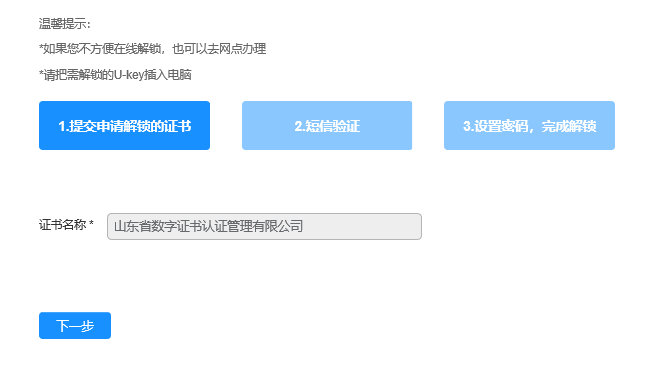 温馨提示:
*如果您不方便在线解锁，也可以去网点办理
*请把需解锁的U-key插入电脑
1.提交申请解锁的证书
2.短信验证
3.设置密码，完成解锁
证书名称 *
山东省数字证书认证管理有限公司
下一步